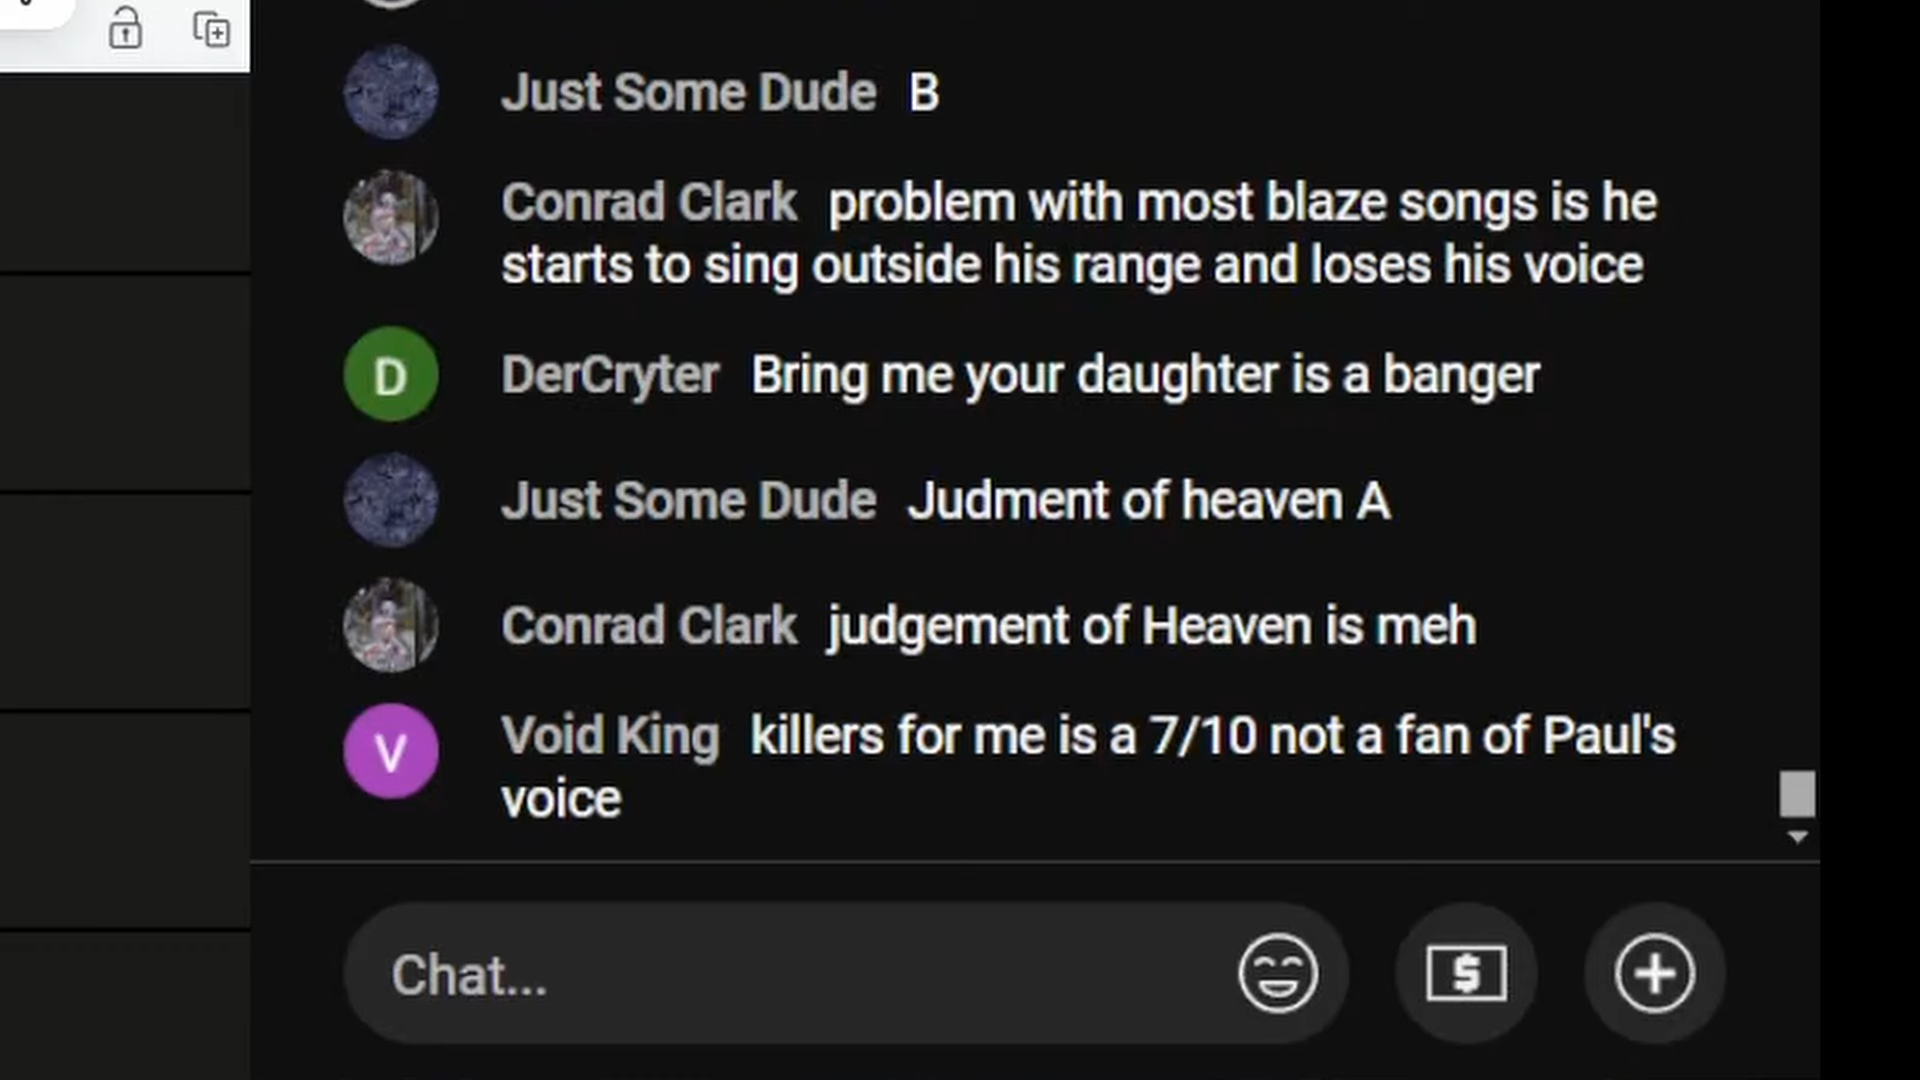 Just Some Dude B
Conrad Clark problem with most blaze songs is he
starts to sing outside his range and loses his voice
D DerCryter Bring me your daughter is a banger
Just Some Dude Judment of heaven A
Conrad Clark judgement of Heaven is meh
V Void King killers for me is a 7/10 not a fan of Paul's
voice
Chat...